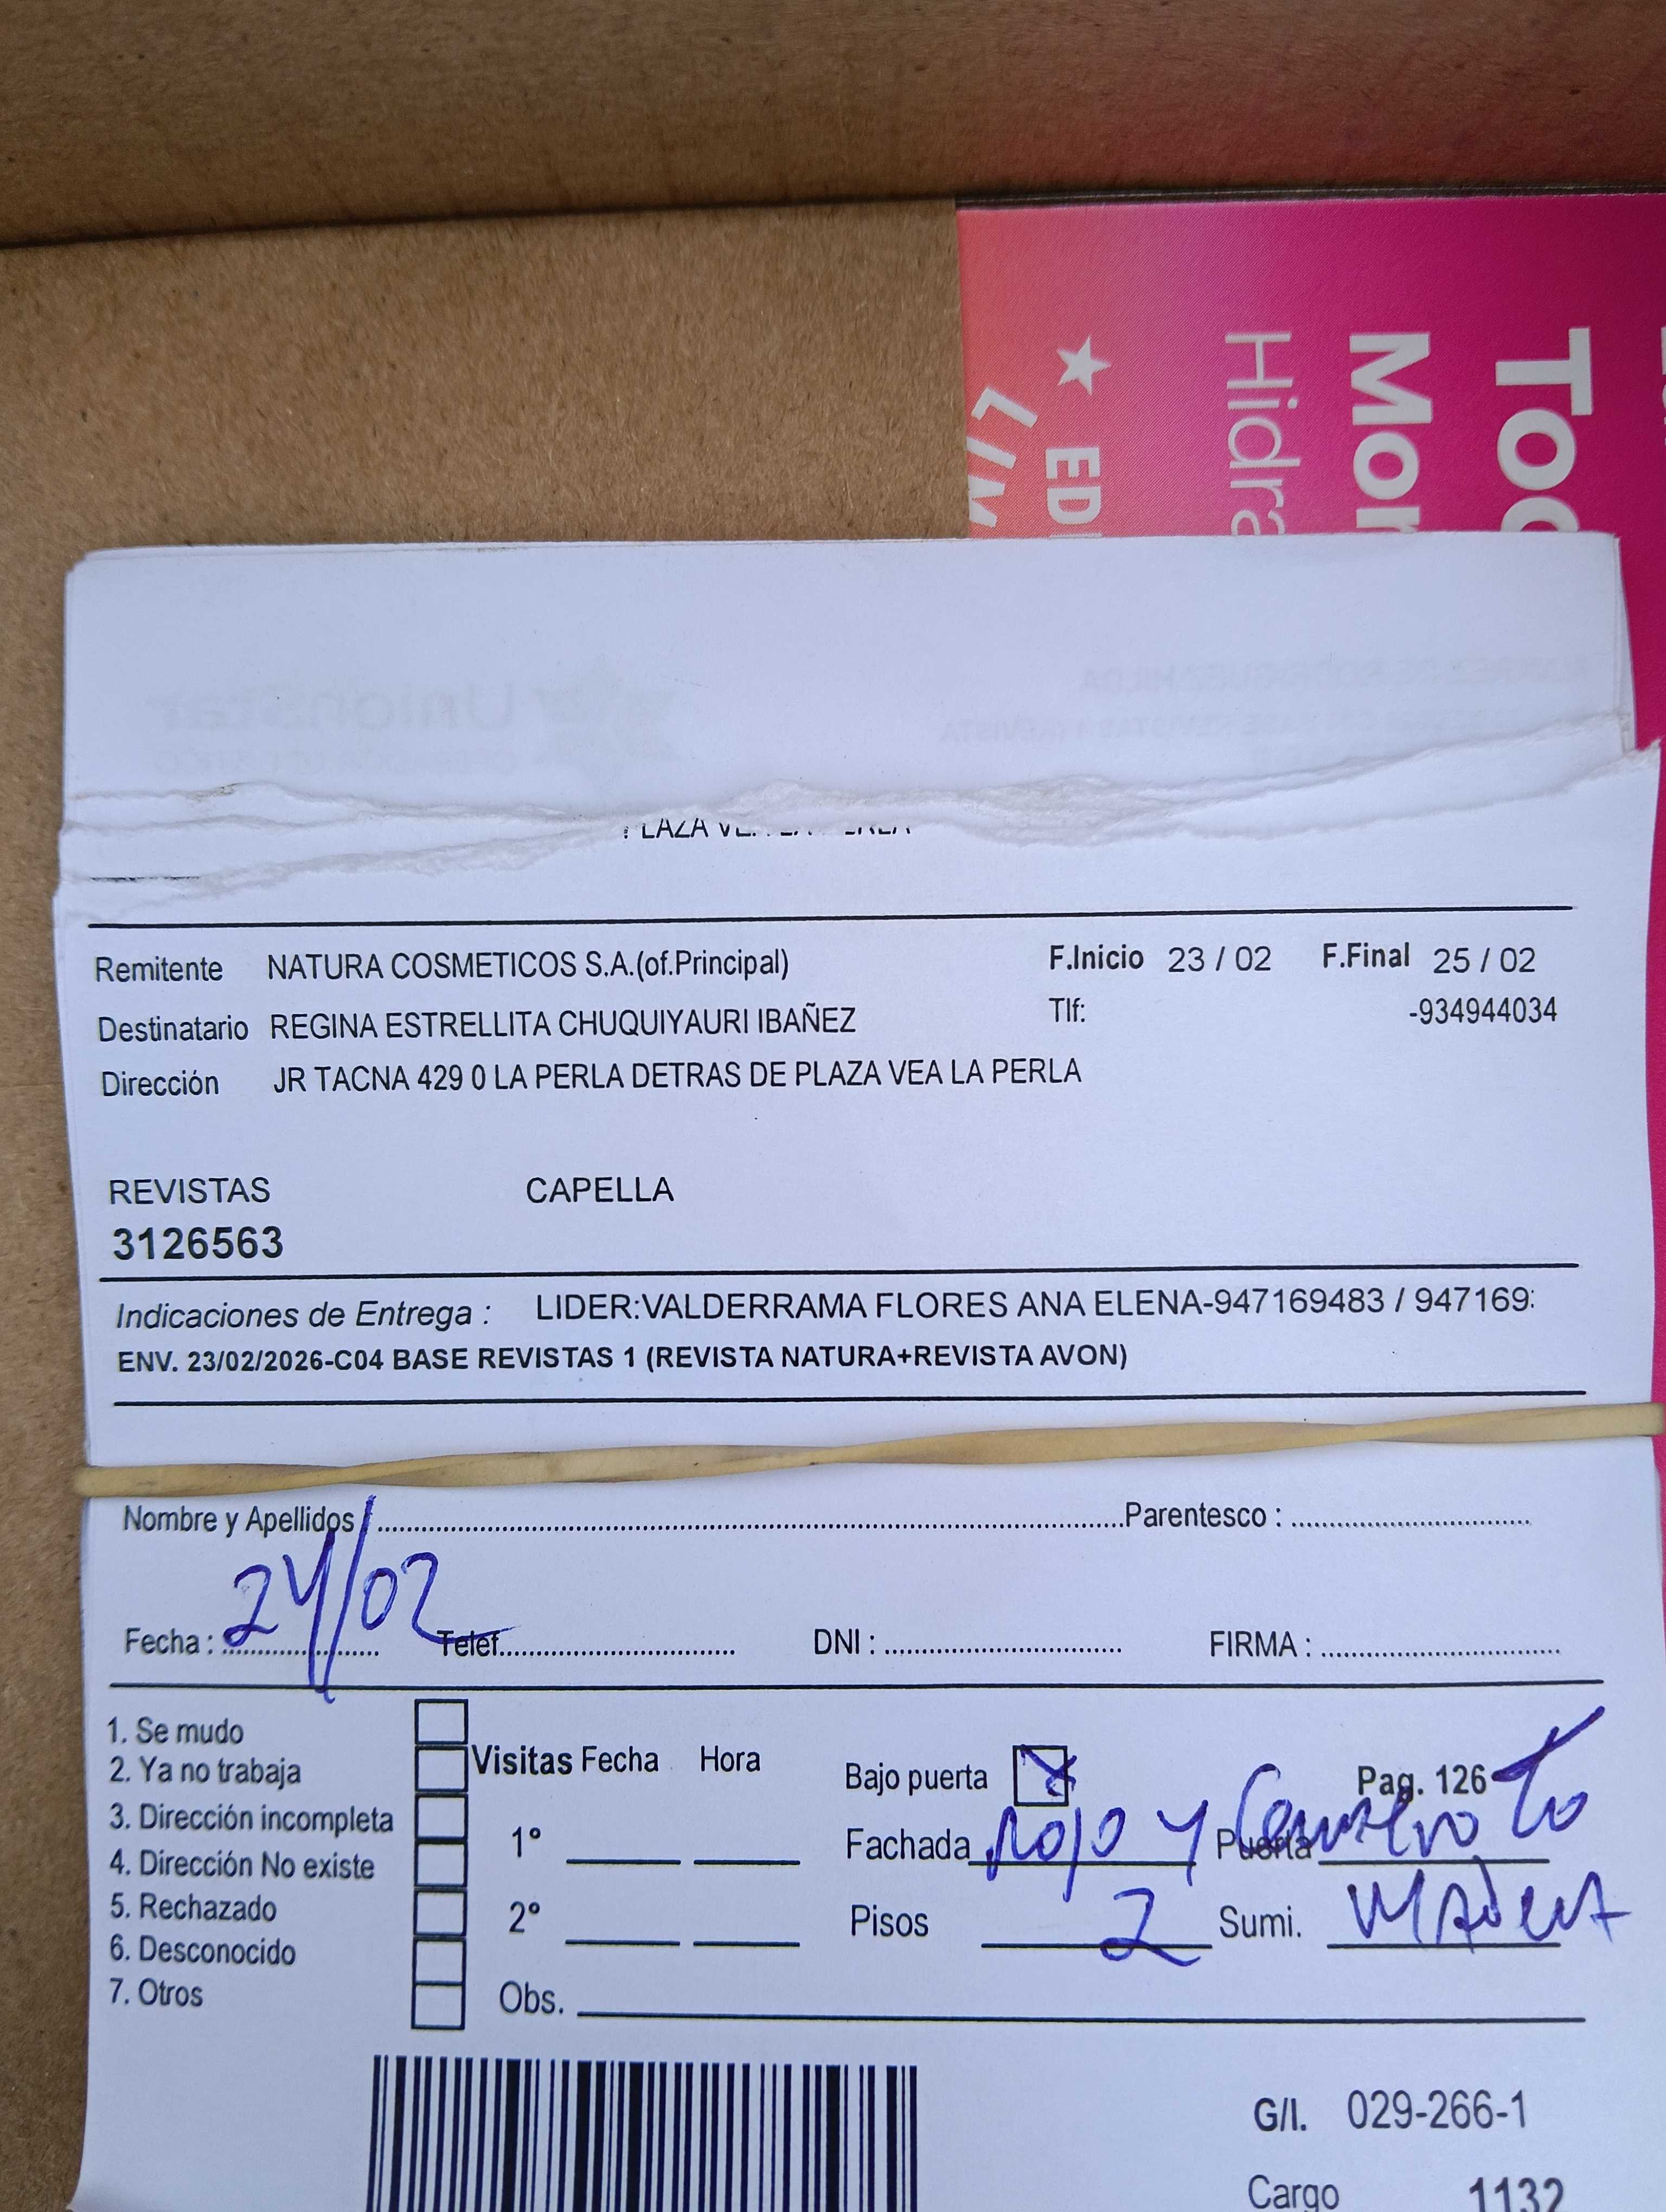 Too
Mor
Hidra
★ EDI
LIM
UnionStar
Remitente NATURA COSMETICOS S.A.(of.Principal) F.Inicio 23 / 02 F.Final 25 / 02
Destinatario REGINA ESTRELLITA CHUQUIYAURI IBAÑEZ Tlf: -934944034
Dirección JR TACNA 429 0 LA PERLA DETRAS DE PLAZA VEA LA PERLA
REVISTAS CAPELLA
3126563
Indicaciones de Entrega : LIDER:VALDERRAMA FLORES ANA ELENA-947169483 / 947169
ENV. 23/02/2026-C04 BASE REVISTAS 1 (REVISTA NATURA+REVISTA AVON)
Nombre y Apellidos Parentesco :
Fecha : 24/02 Telef. DNI : FIRMA :
1. Se mudo
2. Ya no trabaja
3. Dirección incompleta
4. Dirección No existe
5. Rechazado
6. Desconocido
7. Otros
Visitas Fecha Hora
1°
2°
Obs.
Bajo puerta X Pag. 126
Fachada Rojo y Puerta
Pisos 2 Sumi.
G/I. 029-266-1
Cargo 1132